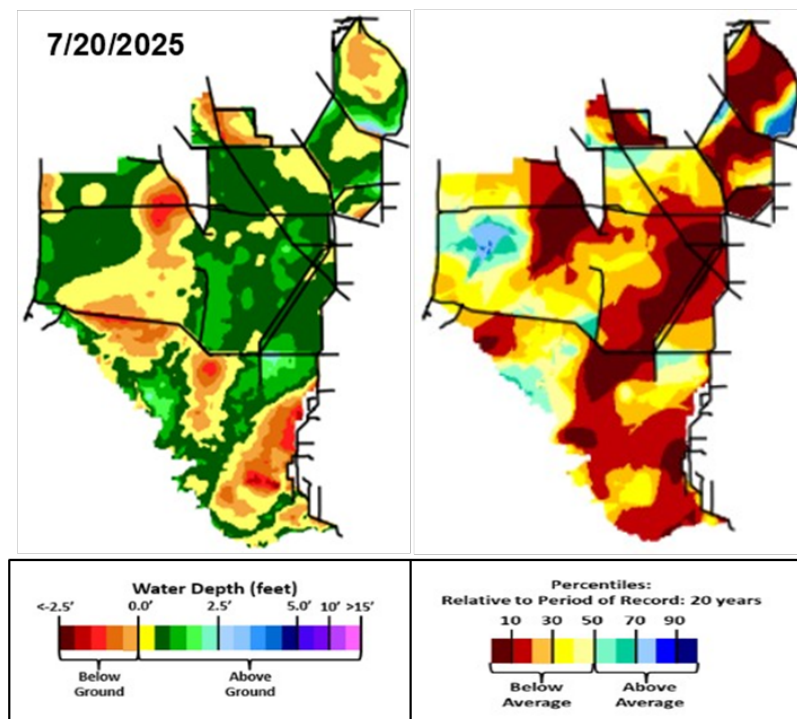 7/20/2025
Water Depth (feet)
<-2.5' 0.0' 2.5' 5.0' 10' >15'
Below Ground
Above Ground
Percentiles:
Relative to Period of Record: 20 years
10 30 50 70 90
Below Average
Above Average